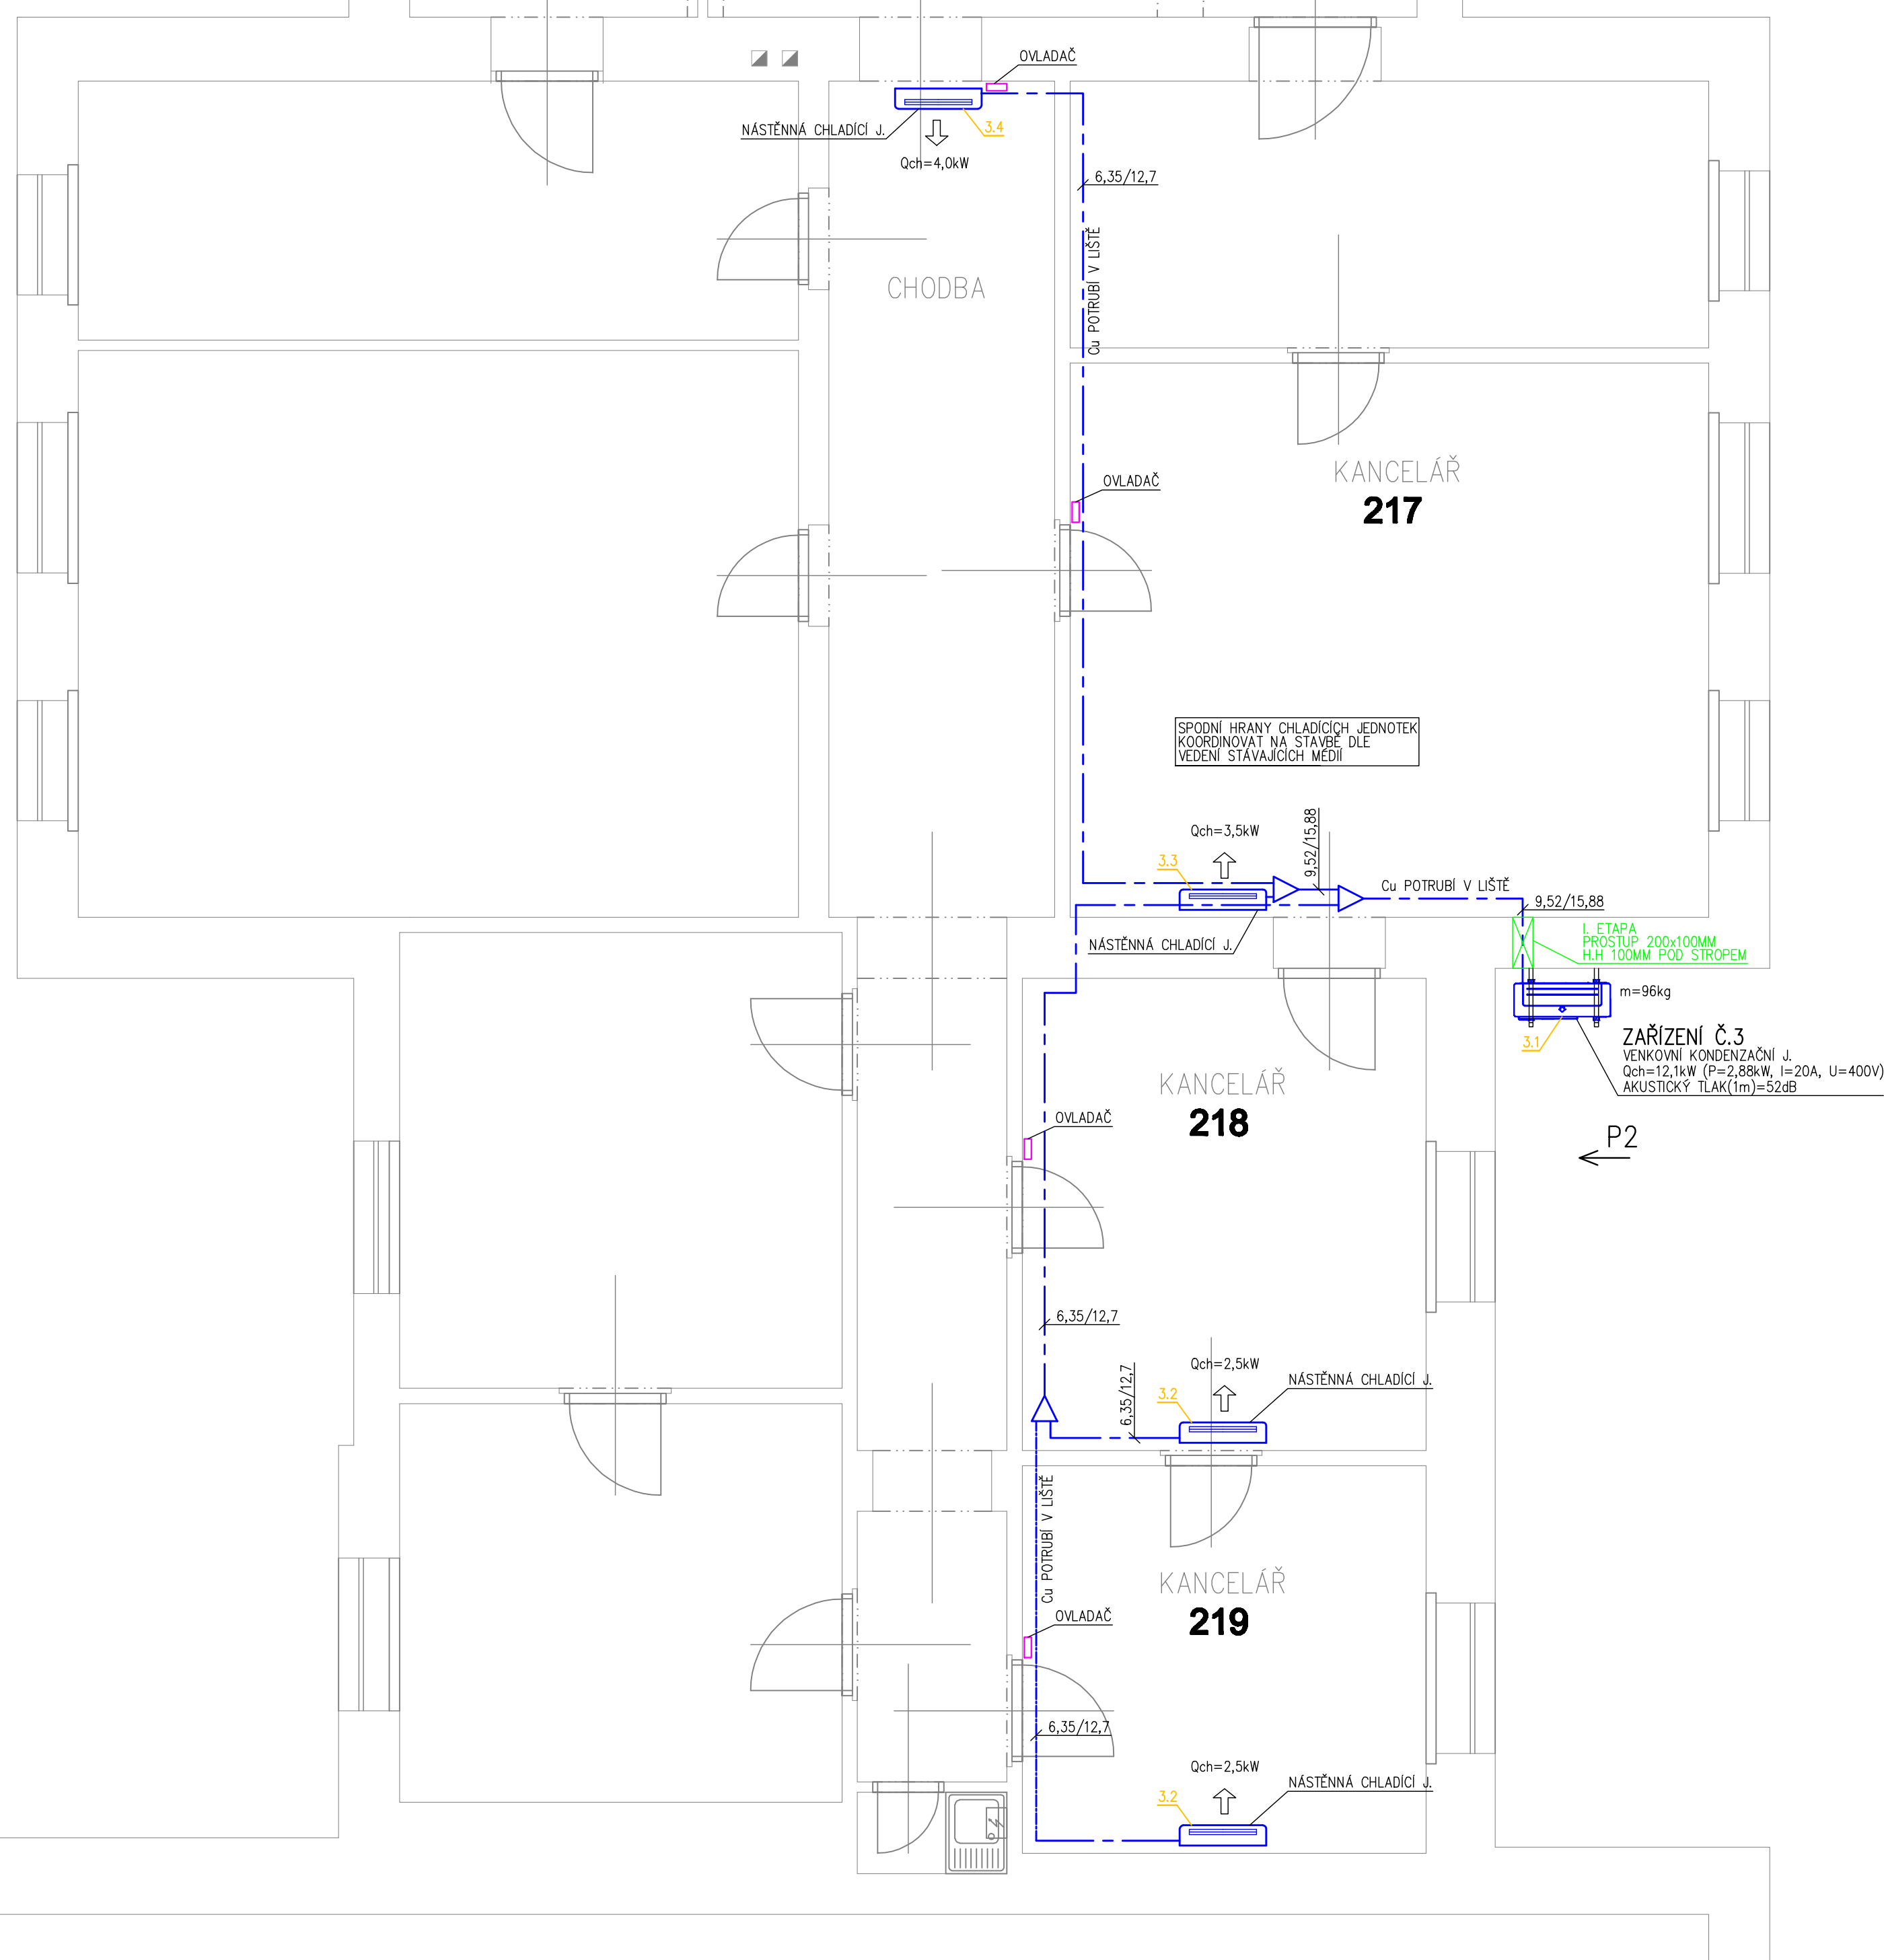 OVLADAČ
NÁSTĚNNÁ CHLADÍCÍ J.
3.4
Qch=4,0kW
6,35/12,7
Cu POTRUBÍ V LIŠTĚ
CHODBA
KANCELÁŘ
217
OVLADAČ
SPODNÍ HRANY CHLADÍCÍCH JEDNOTEK
KOORDINOVAT NA STAVBĚ DLE
VEDENÍ STÁVAJÍCÍCH MÉDIÍ
Qch=3,5kW
9,52/15,88
3.3
Cu POTRUBÍ V LIŠTĚ
9,52/15,88
NÁSTĚNNÁ CHLADÍCÍ J.
I. ETAPA
PROSTUP 200x100MM
H.H 100MM POD STROPEM
m=96kg
3.1
ZAŘÍZENÍ Č.3
VENKOVNÍ KONDENZAČNÍ J.
Qch=12,1kW (P=2,88kW, I=20A, U=400V)
AKUSTICKÝ TLAK(1m)=52dB
P2
KANCELÁŘ
218
OVLADAČ
6,35/12,7
6,35/12,7
Qch=2,5kW
3.2
NÁSTĚNNÁ CHLADÍCÍ J.
Cu POTRUBÍ V LIŠTĚ
KANCELÁŘ
219
OVLADAČ
6,35/12,7
Qch=2,5kW
3.2
NÁSTĚNNÁ CHLADÍCÍ J.